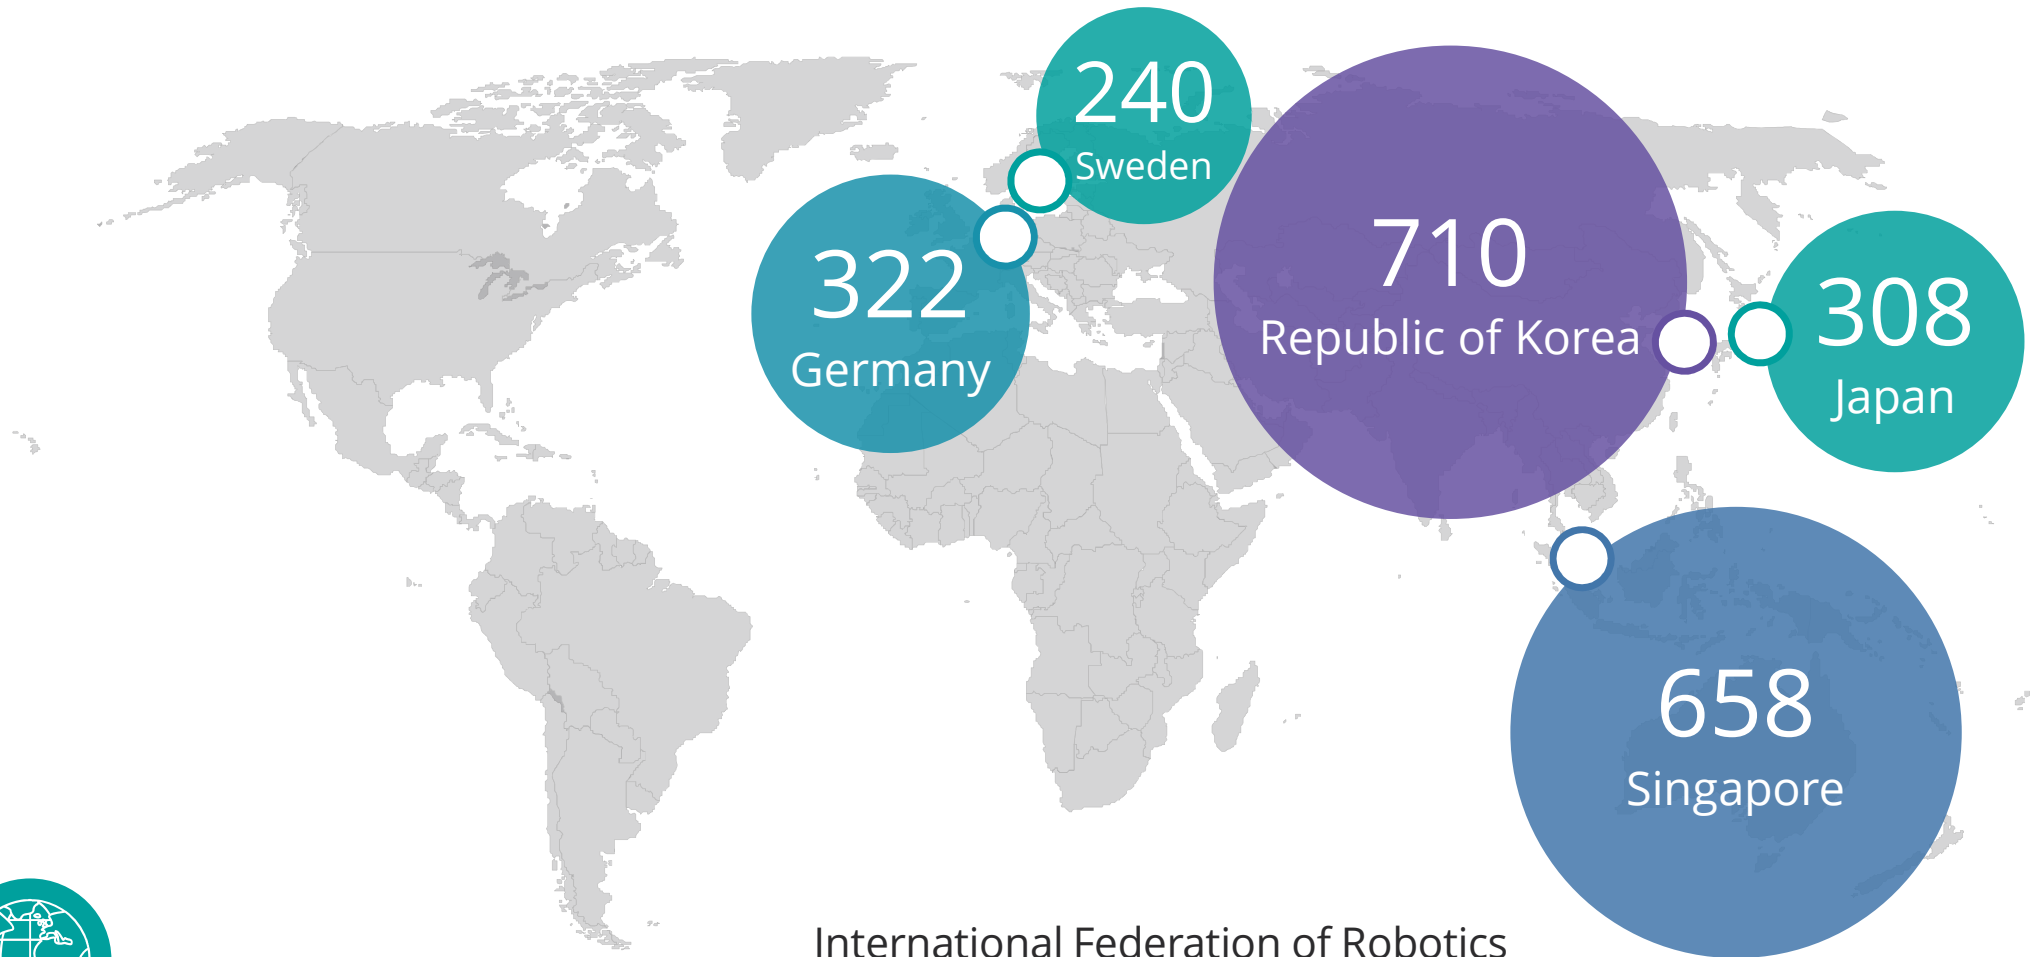 240
Sweden
322
Germany
710
Republic of Korea
308
Japan
658
Singapore
International Federation of Robotics